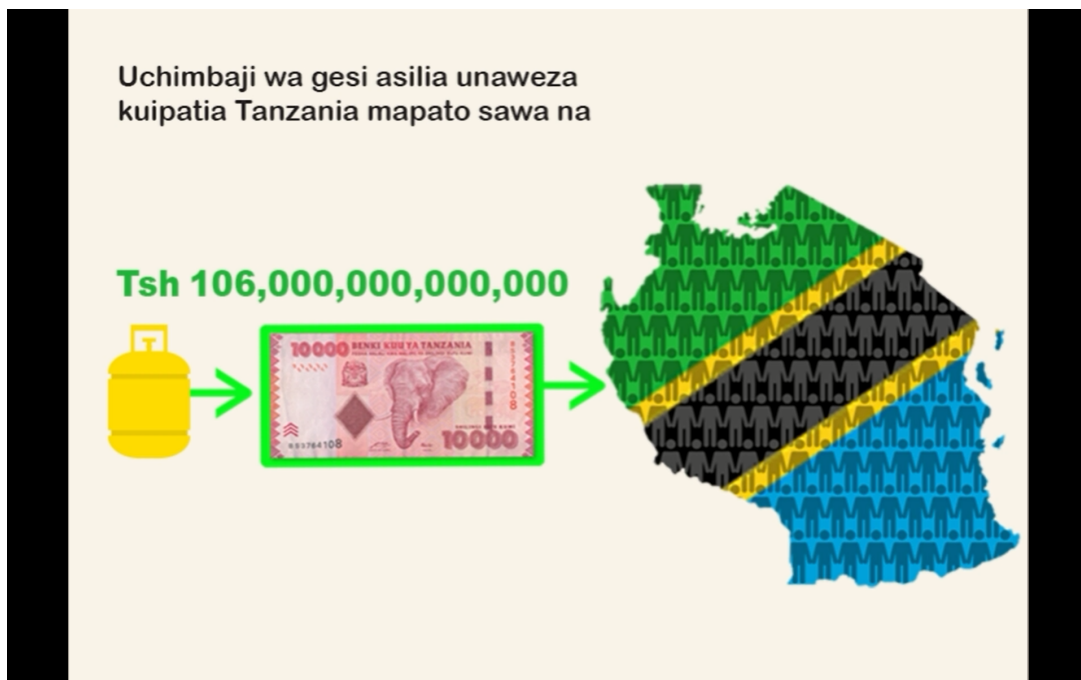 Uchimbaji wa gesi asilia unaweza
kuipatia Tanzania mapato sawa na
Tsh 106,000,000,000,000
T
10000 BENKI KUU YA TANZANIA
10000